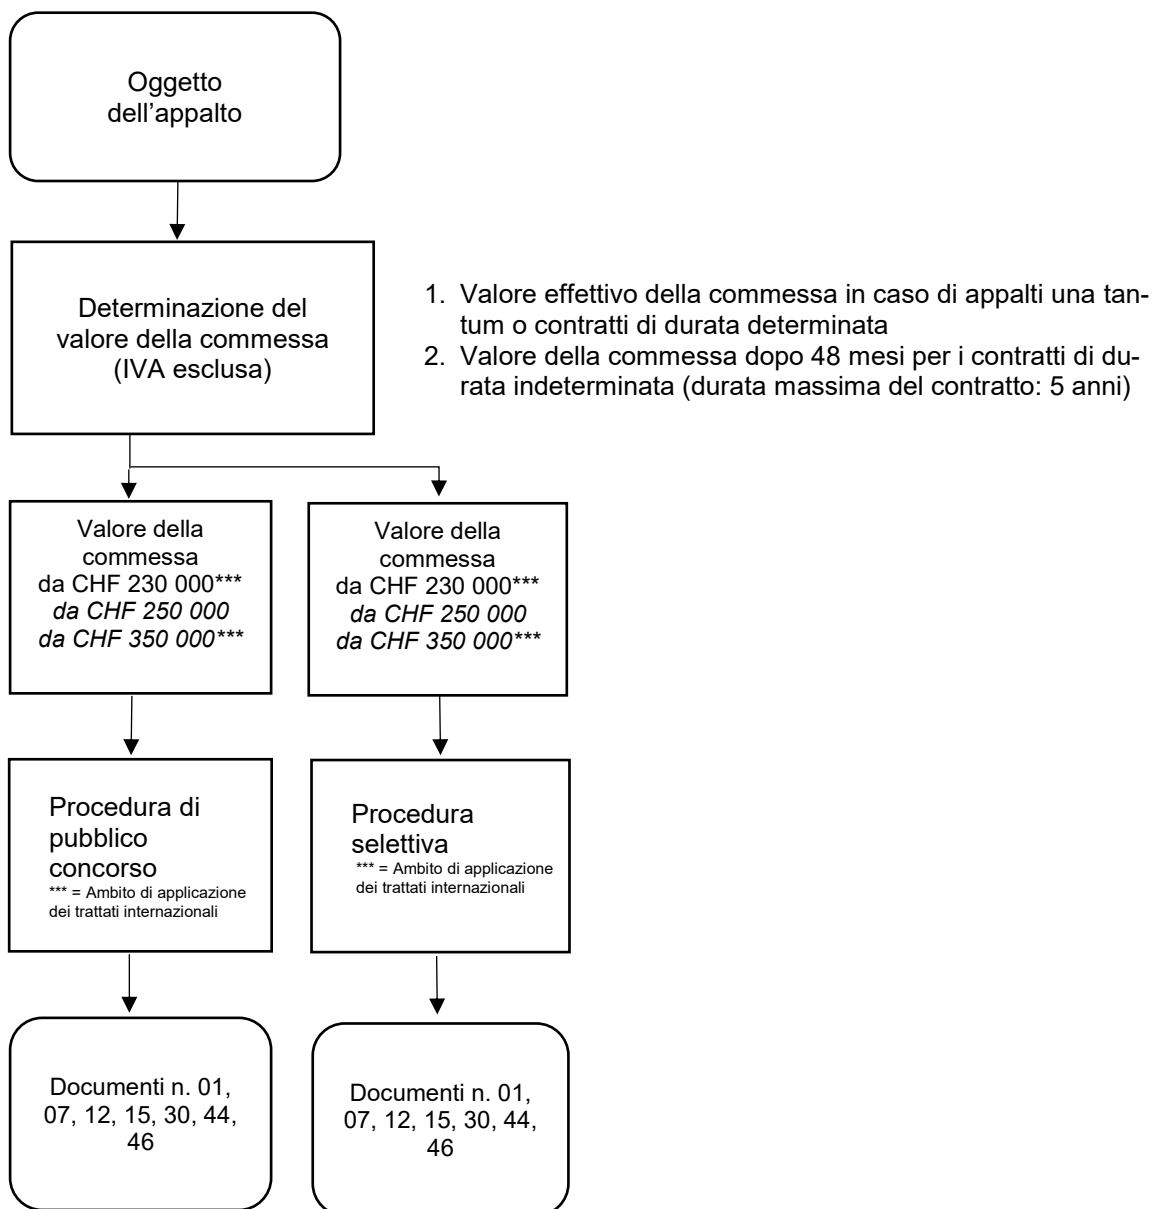 Oggetto
dell'appalto
Determinazione del
valore della commessa
(IVA esclusa)
1. Valore effettivo della commessa in caso di appalti una tan-
tum o contratti di durata determinata
2. Valore della commessa dopo 48 mesi per i contratti di du-
rata indeterminata (durata massima del contratto: 5 anni)
Valore della
commessa
da CHF 230 000***
da CHF 250 000
da CHF 350 000***
Valore della
commessa
da CHF 230 000***
da CHF 250 000
da CHF 350 000***
Procedura di
pubblico
concorso
*** = Ambito di applicazione
dei trattati internazionali
Procedura
selettiva
*** = Ambito di applicazione
dei trattati internazionali
Documenti n. 01,
07, 12, 15, 30, 44,
46
Documenti n. 01,
07, 12, 15, 30, 44,
46